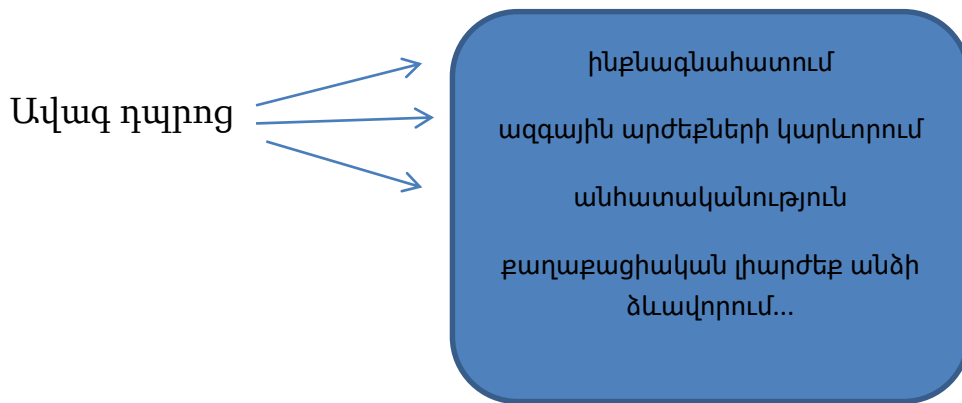 Ավագ դպրոց
ինքնագնահատում
ազգային արժեքների կարևորում
անհատականություն
քաղաքացիական լիարժեք անձի
ձևավորում...